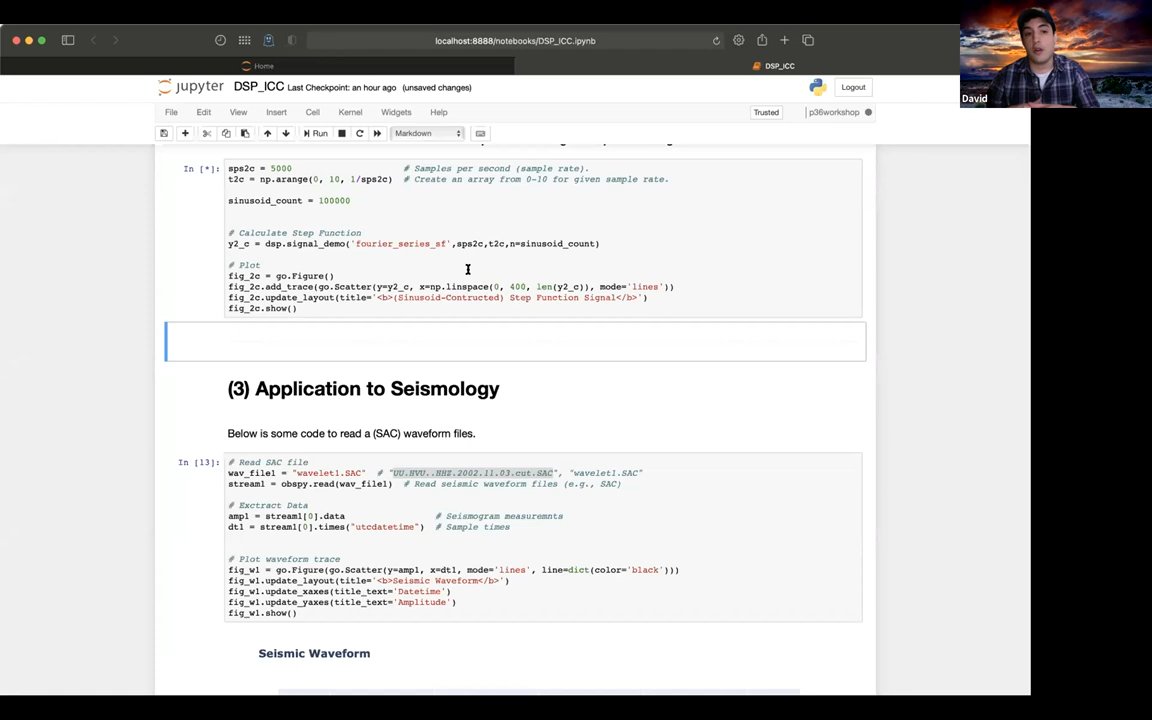 localhost:8888/notebooks/DSP_ICC.ipynb
Home
DSP_ICC
jupyter DSP_ICC Last Checkpoint: an hour ago (unsaved changes)
Logout
File Edit View Insert Cell Kernel Widgets Help
Trusted p36workshop
Run Markdown
In [*]:
sps2c = 5000 # Samples per second (sample rate).
t2c = np.arange(0, 10, 1/sps2c) # Create an array from 0-10 for given sample rate.
sinusoid_count = 100000
# Calculate Step Function
y2_c = dsp.signal_demo('fourier_series_sf',sps2c,t2c,n=sinusoid_count)
# Plot
fig_2c = go.Figure()
fig_2c.add_trace(go.Scatter(y=y2_c, x=np.linspace(0, 400, len(y2_c)), mode='lines'))
fig_2c.update_layout(title='<b>(Sinusoid-Contructed) Step Function Signal</b>')
fig_2c.show()
(3) Application to Seismology
Below is some code to read a (SAC) waveform files.
In [13]:
# Read SAC file
wav_file1 = "wavelet1.SAC" # "UU.HVU..HHZ.2002.11.03.cut.SAC", "wavelet1.SAC"
stream1 = obspy.read(wav_file1) # Read seismic waveform files (e.g., SAC)
# Exctract Data
amp1 = stream1[0].data # Seismogram measuremnts
dt1 = stream1[0].times("utcdatetime") # Sample times
# Plot waveform trace
fig_w1 = go.Figure(go.Scatter(y=amp1, x=dt1, mode='lines', line=dict(color='black')))
fig_w1.update_layout(title='<b>Seismic Waveform</b>')
fig_w1.update_xaxes(title_text='Datetime')
fig_w1.update_yaxes(title_text='Amplitude')
fig_w1.show()
Seismic Waveform
David